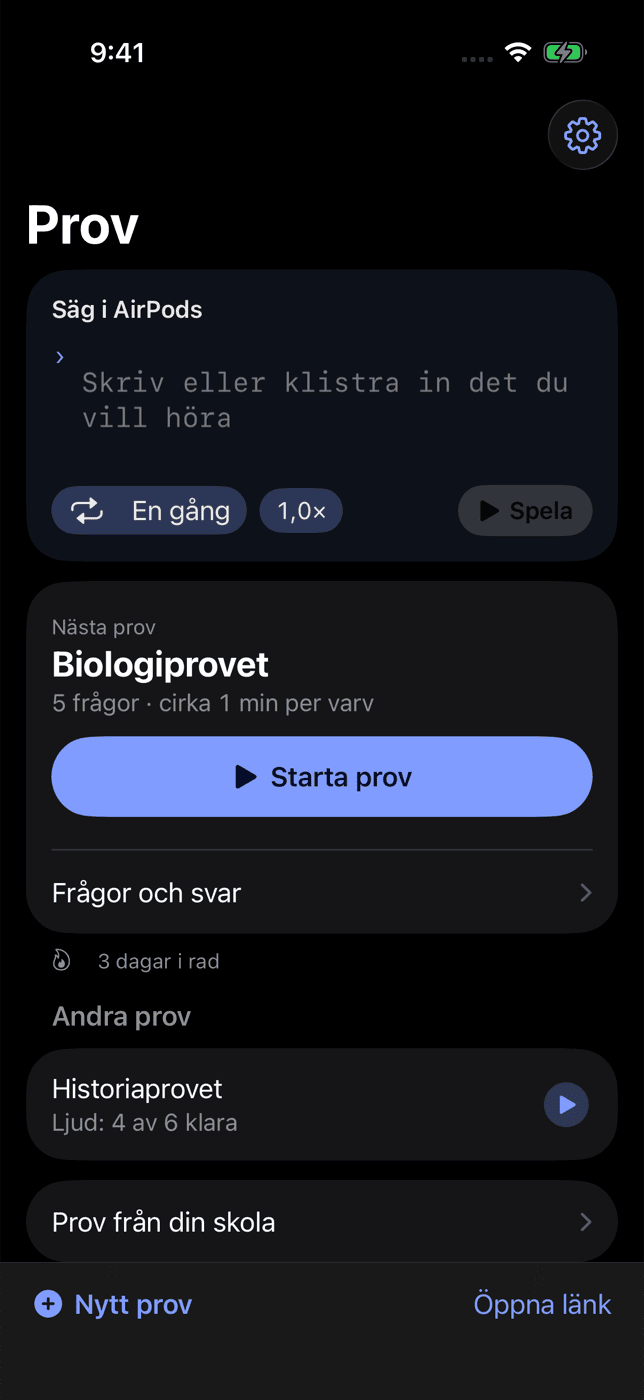 9:41
Prov
Säg i AirPods
›
Skriv eller klistra in det du
vill höra
En gång
1,0×
Spela
Nästa prov
Biologiprovet
5 frågor · cirka 1 min per varv
Starta prov
Frågor och svar
3 dagar i rad
Andra prov
Historiaprovet
Ljud: 4 av 6 klara
Prov från din skola
Nytt prov
Öppna länk